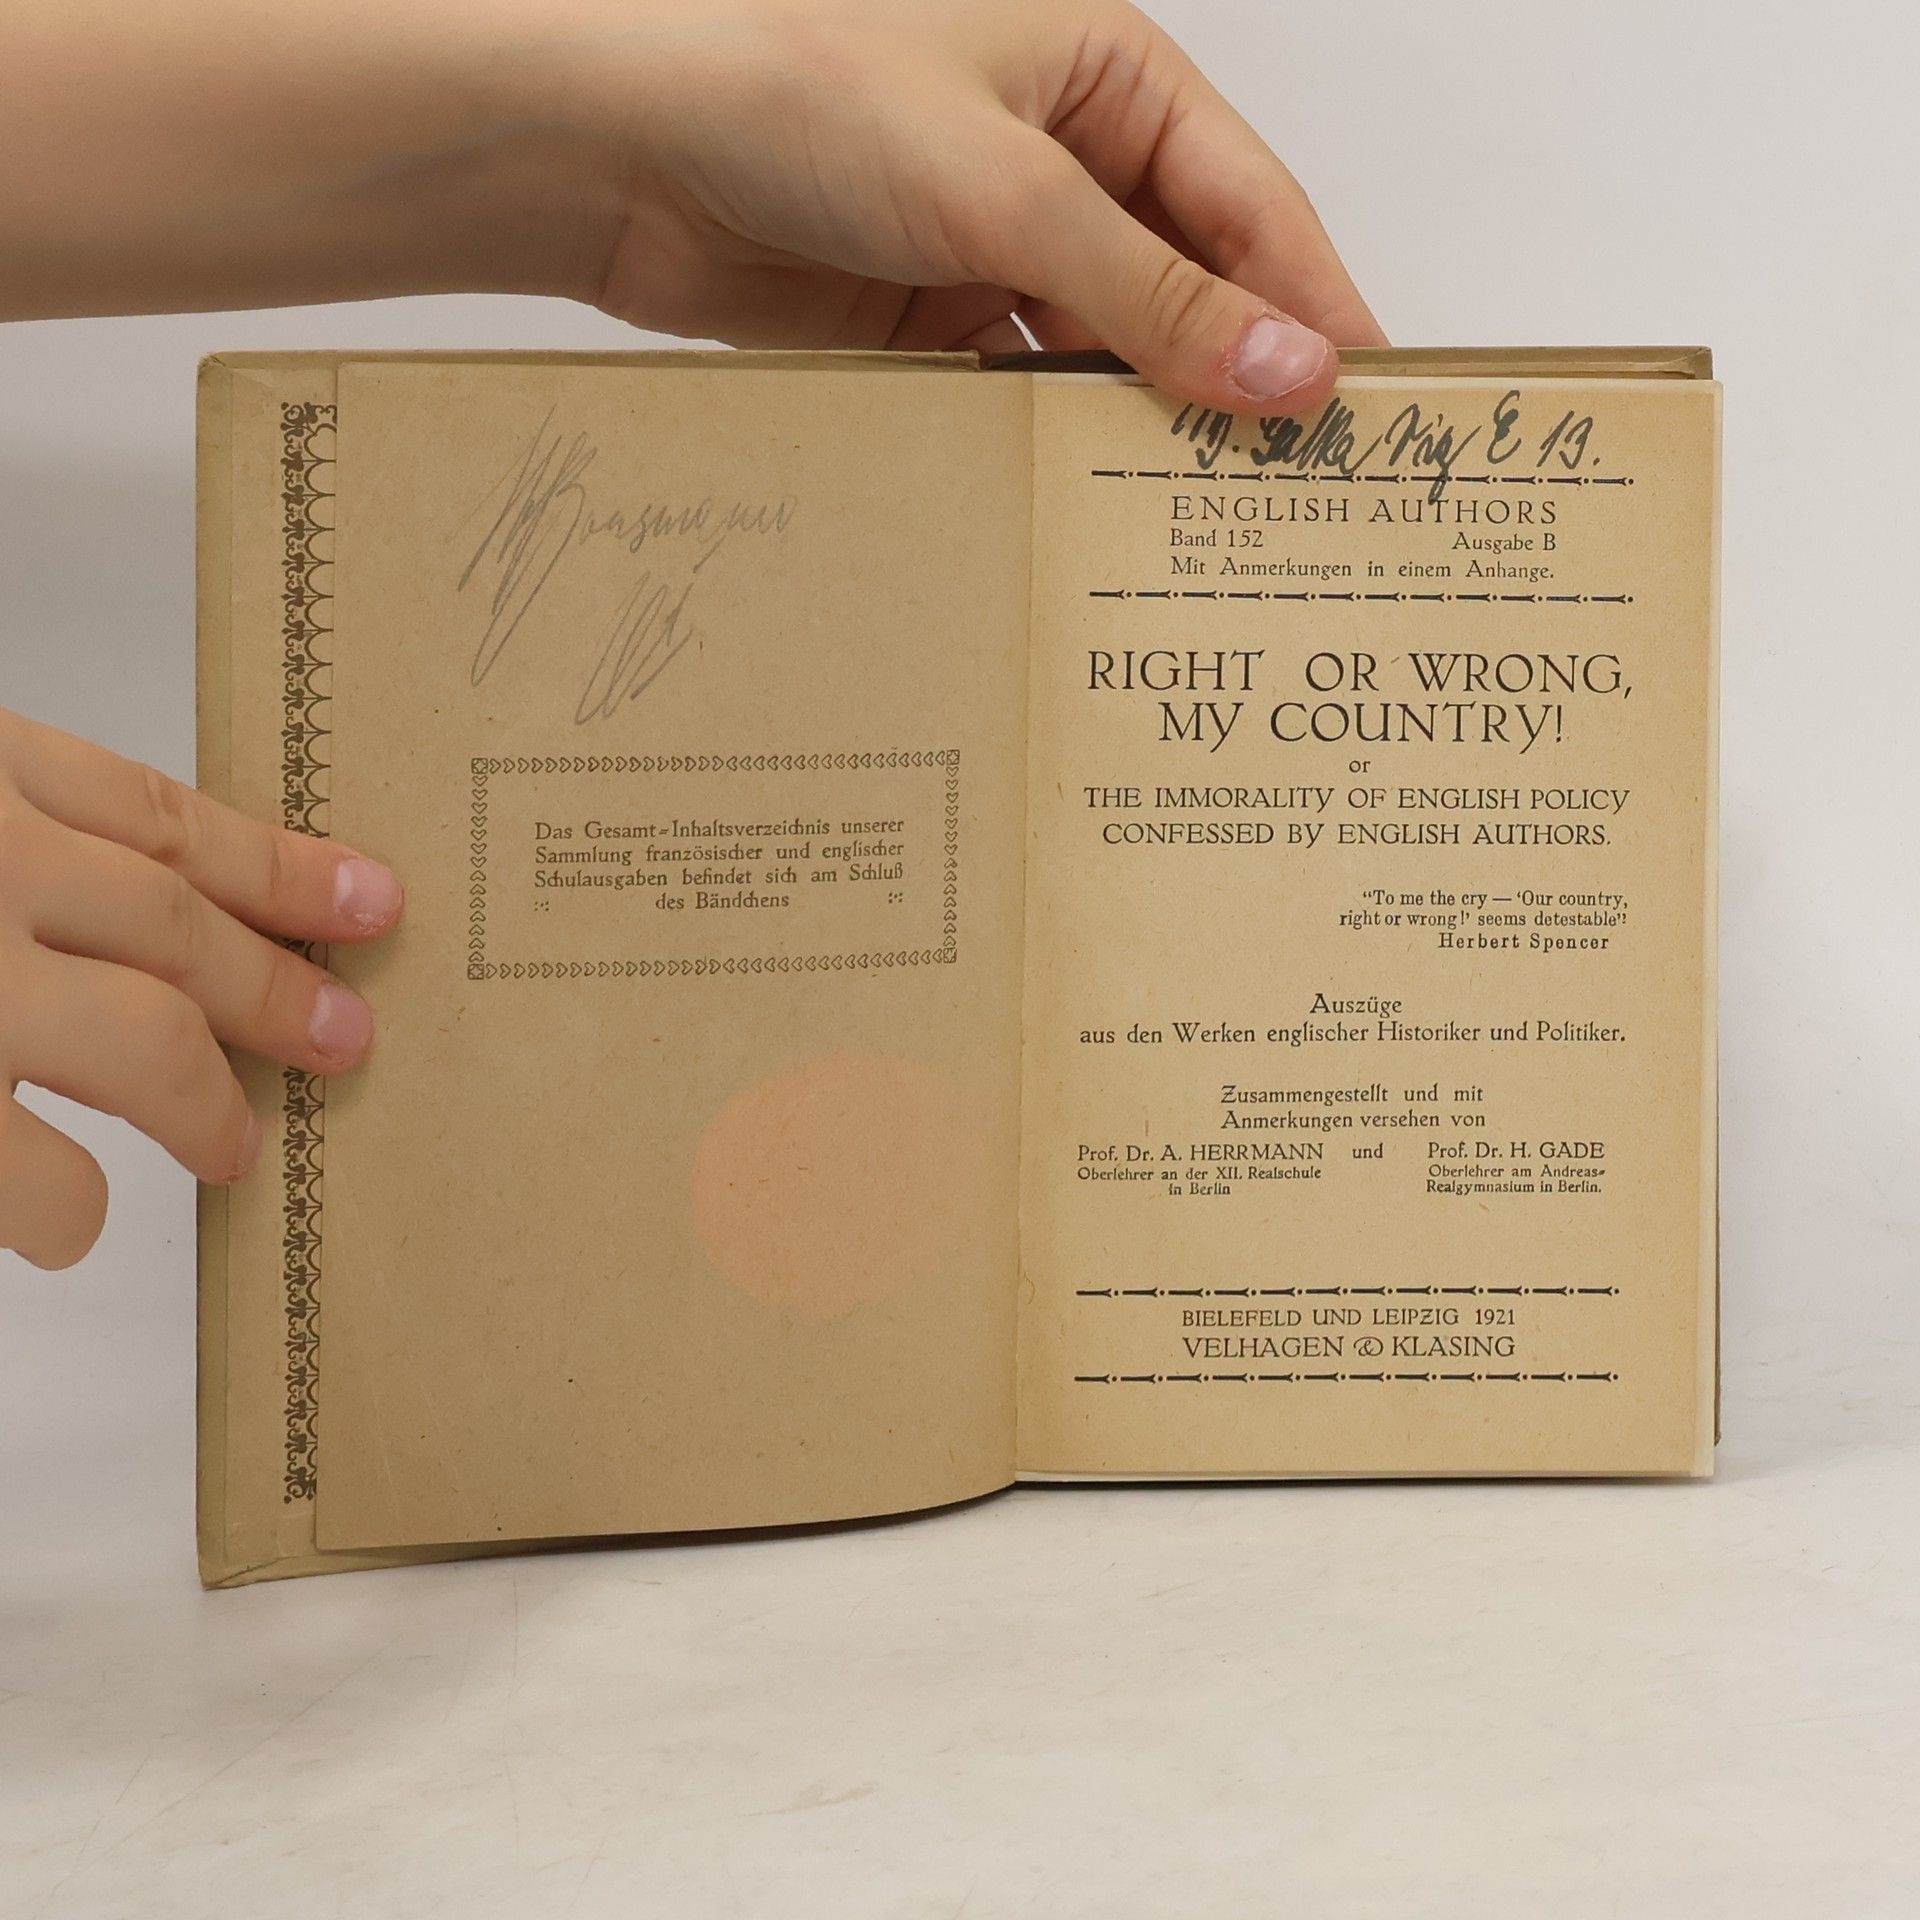 Das Gesamt-Inhaltsverzeichnis unserer
Sammlung französischer und englischer
Schulausgaben befindet sich am Schluß
des Bändchens
E 13.
ENGLISH AUTHORS
Band 152 Ausgabe B
Mit Anmerkungen in einem Anhange.
RIGHT OR WRONG,
MY COUNTRY!
or
THE IMMORALITY OF ENGLISH POLICY
CONFESSED BY ENGLISH AUTHORS.
"To me the cry — 'Our country,
right or wrong!' seems detestable"
Herbert Spencer
Auszüge
aus den Werken englischer Historiker und Politiker.
Zusammengestellt und mit
Anmerkungen versehen von
Prof. Dr. A. HERRMANN und Prof. Dr. H. GADE
Oberlehrer an der XII. Realschule Oberlehrer am Andreas-
in Berlin Realgymnasium in Berlin.
BIELEFELD UND LEIPZIG 1921
VELHAGEN & KLASING